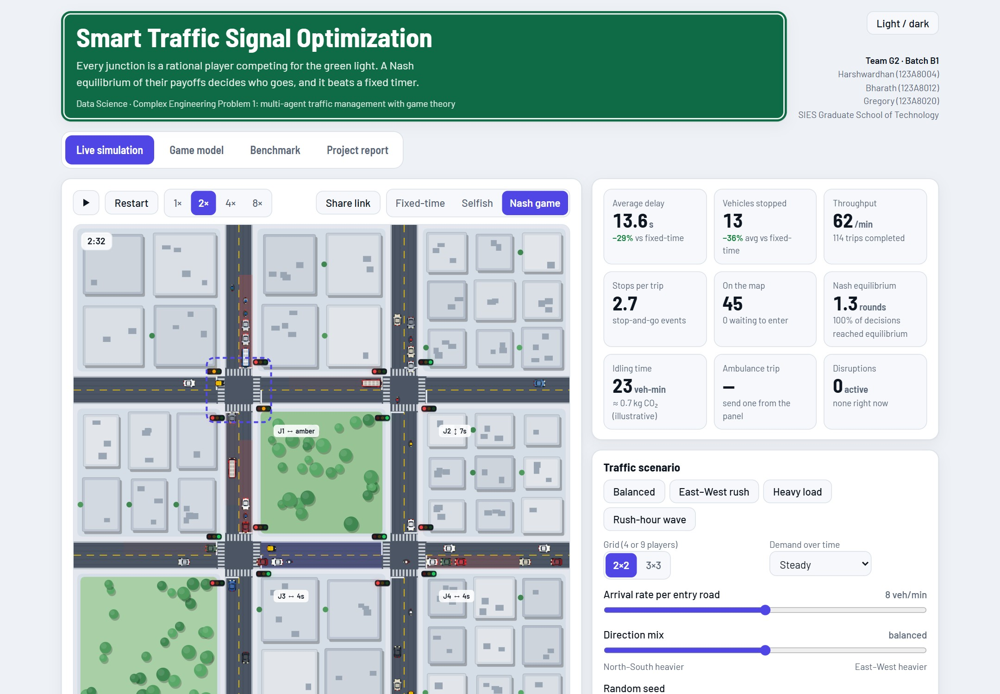 Smart Traffic Signal Optimization
Every junction is a rational player competing for the green light. A Nash
equilibrium of their payoffs decides who goes, and it beats a fixed timer.
Data Science · Complex Engineering Problem 1: multi-agent traffic management with game theory
Light / dark
Team G2 · Batch B1
Harshwardhan (123A8004)
Bharath (123A8012)
Gregory (123A8020)
SIES Graduate School of Technology
Live simulation
Game model
Benchmark
Project report
Restart
1×
2×
4×
8×
Share link
Fixed-time
Selfish
Nash game
2:32
J1 ↔ amber
J2 ↕ 7s
J3 ↔ 4s
J4 ↔ 4s
Average delay
13.6 s
−29% vs fixed-time
Vehicles stopped
13
−36% avg vs fixed-
time
Throughput
62 /min
114 trips completed
Stops per trip
2.7
stop-and-go events
On the map
45
0 waiting to enter
Nash equilibrium
1.3 rounds
100% of decisions
reached equilibrium
Idling time
23 veh-min
≈ 0.7 kg CO₂
(illustrative)
Ambulance trip
–
send one from the
panel
Disruptions
0 active
none right now
Traffic scenario
Balanced
East–West rush
Heavy load
Rush-hour wave
Grid (4 or 9 players)
2×2
3×3
Demand over time
Steady
Arrival rate per entry road
8 veh/min
Direction mix
balanced
North–South heavier
East–West heavier
Random seed